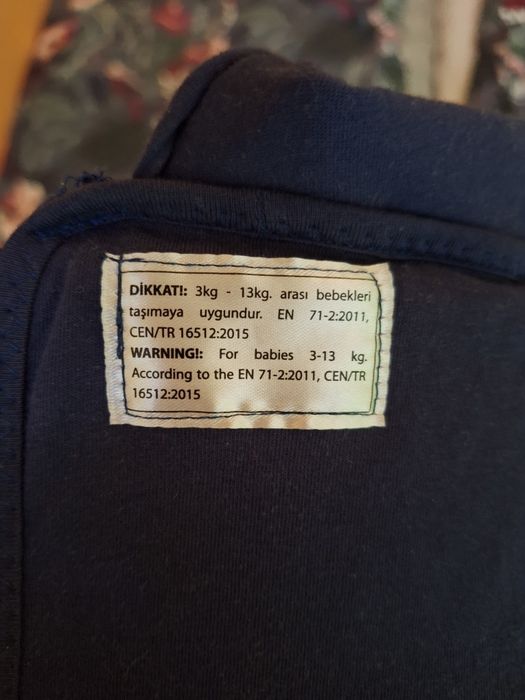 DİKKAT!: 3kg - 13kg. arası bebekleri
taşımaya uygundur. EN 71-2:2011,
CEN/TR 16512:2015
WARNING!: For babies 3-13 kg.
According to the EN 71-2:2011, CEN/TR
16512:2015